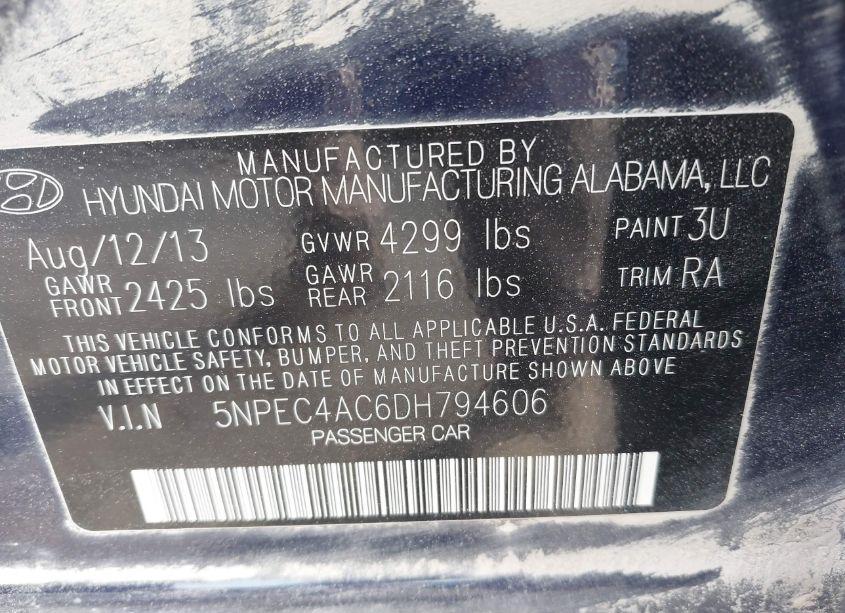 MANUFACTURED BY
HYUNDAI MOTOR MANUFACTURING ALABAMA, LLC
Aug/12/13 GVWR 4299 lbs PAINT 3U
GAWR FRONT 2425 lbs GAWR REAR 2116 lbs TRIM RA
THIS VEHICLE CONFORMS TO ALL APPLICABLE U.S.A. FEDERAL
MOTOR VEHICLE SAFETY, BUMPER, AND THEFT PREVENTION STANDARDS
IN EFFECT ON THE DATE OF MANUFACTURE SHOWN ABOVE
V.I.N 5NPEC4AC6DH794606
PASSENGER CAR